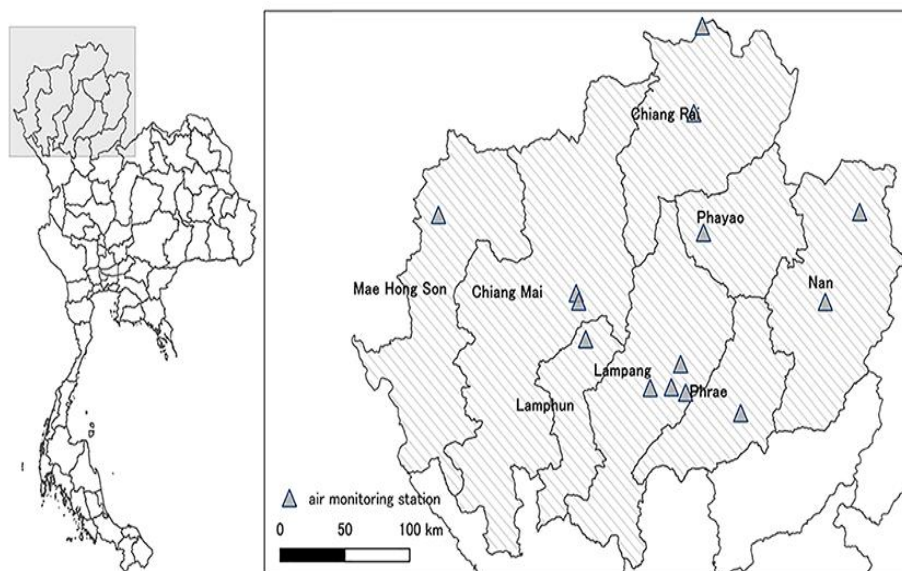 Chiang Rai
Phayao
Nan
Mae Hong Son
Chiang Mai
Lampang
Phrae
Lamphun
air monitoring station
0 50 100 km